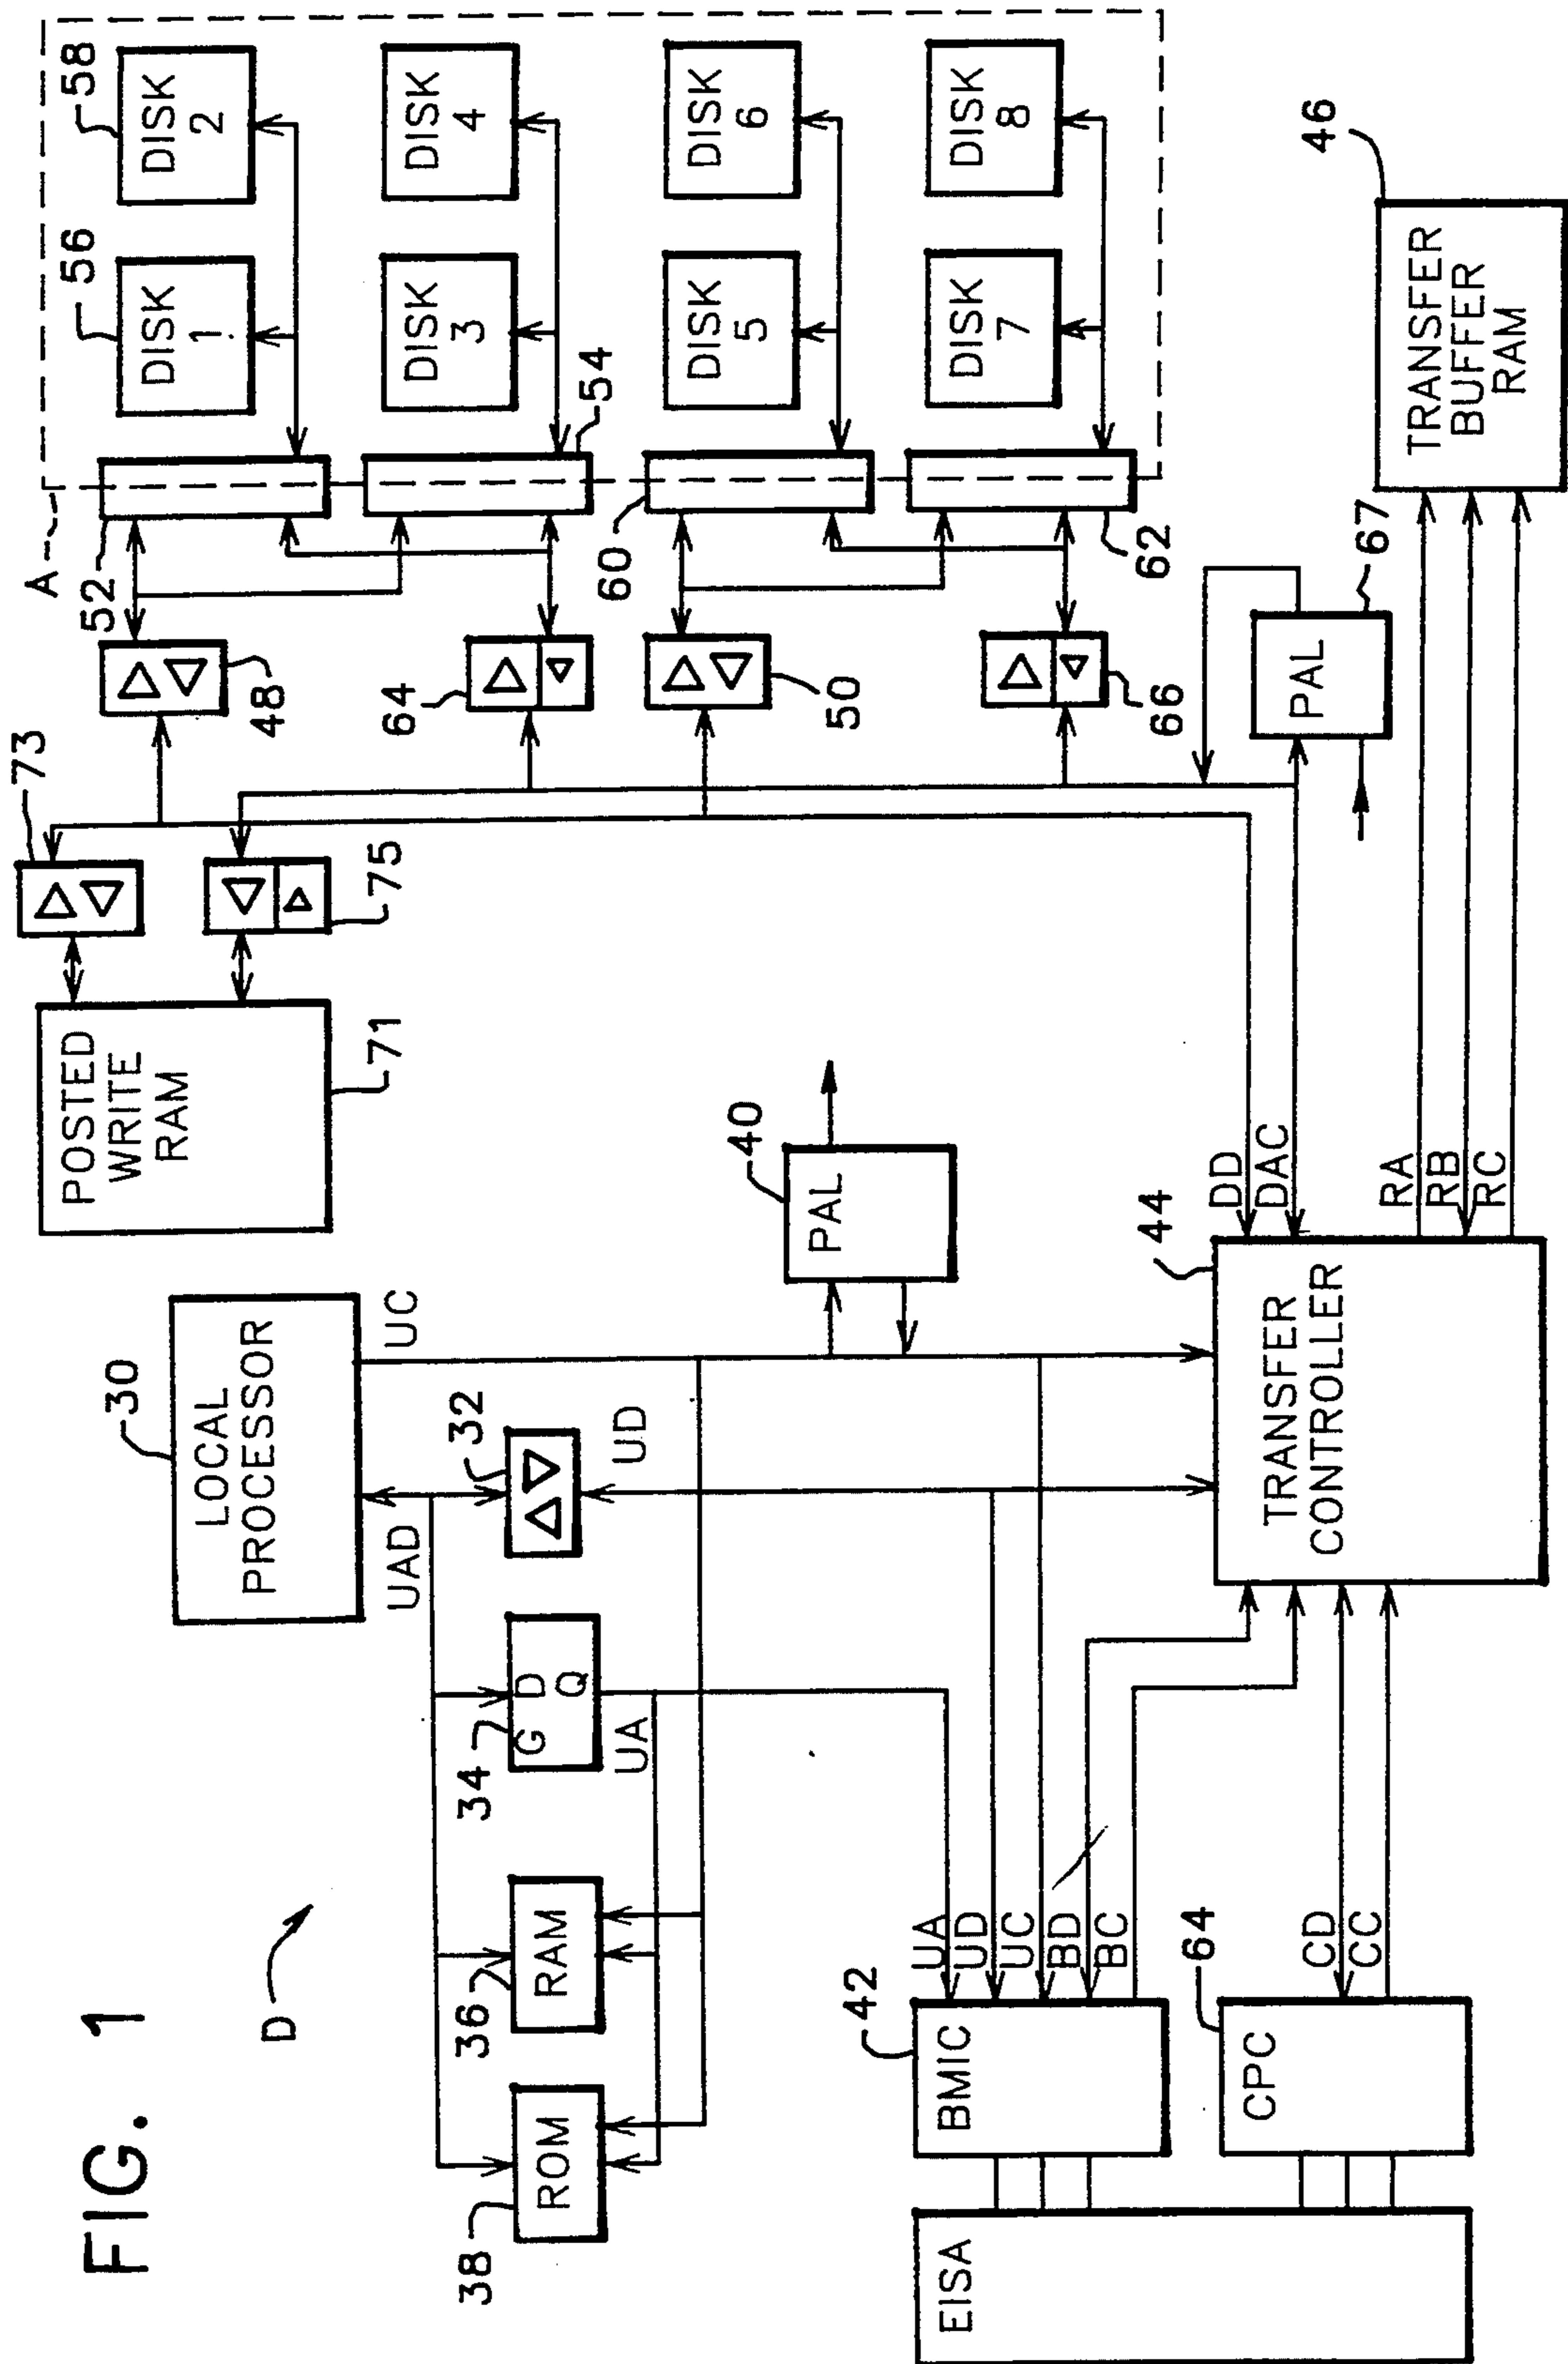 FIG. 1
D
30
LOCAL
PROCESSOR
UAD
UC
32
UD
34
G D
Q
UA
36
RAM
38
ROM
40
PAL
POSTED
WRITE
RAM
71
73
75
A
52
48
64
54
60
50
62
66
56
DISK
1
58
DISK
2
DISK
3
DISK
4
DISK
5
DISK
6
DISK
7
DISK
8
PAL
67
46
TRANSFER
BUFFER
RAM
44
TRANSFER
CONTROLLER
DD
DAC
RA
RB
RC
42
BMIC
UA
UD
UC
BD
BC
64
CPC
CD
CC
EISA